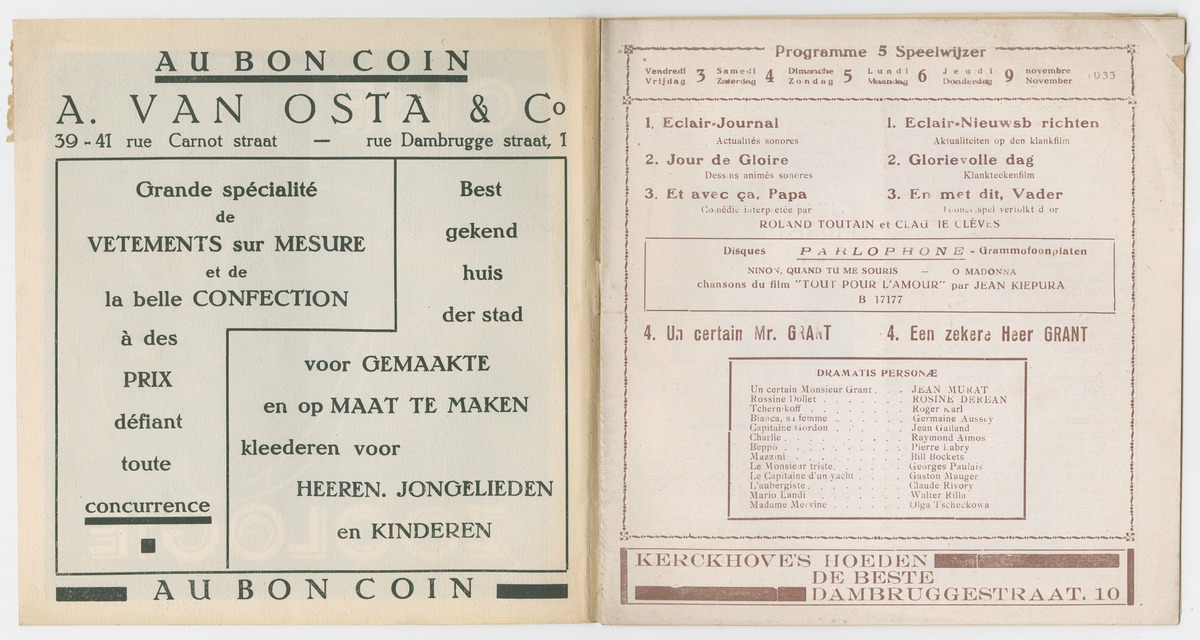 AU BON COIN
A. VAN OSTA & Co
39-41 rue Carnot straat — rue Dambrugge straat, 1
Grande spécialité
de
VETEMENTS sur MESURE
et de
la belle CONFECTION
à des
PRIX
défiant
toute
concurrence
Best
gekend
huis
der stad
voor GEMAAKTE
en op MAAT TE MAKEN
kleederen voor
HEEREN. JONGELIEDEN
en KINDEREN
AU BON COIN
Programme 5 Speelwijzer
Vendredi Vrijdag 3 Samedi Zaterdag 4 Dimanche Zondag 5 Lundi Maandag 6 Jeudi Donderdag 9 novembre November 1933
1. Eclair-Journal
Actualités sonores
2. Jour de Gloire
Dessins animés sonores
3. Et avec ça, Papa
Comédie interpretée par
1. Eclair-Nieuwsb richten
Aktualiteiten op den klankfilm
2. Glorievolle dag
Klankteekenfilm
3. En met dit, Vader
ROLAND TOUTAIN et CLÈVES
Disques PARLOPHONE - Grammofoonplaten
NINON, QUAND TU ME SOURIS — O MADONNA
chansons du film "TOUT POUR L'AMOUR" par JEAN KIEPURA
B 17177
4. Un certain Mr. GRANT
4. Een zekere Heer GRANT
DRAMATIS PERSONÆ
Un certain Monsieur Grant . . . JEAN MURAT
Rossine Dollet . . . ROSINE DEREAN
Tchernikoff . . . Roger Karl
Bianca, sa femme . . . Germaine Aussey
Capitaine Gordon . . . Jean Galland
Charlie . . . Raymond Aimos
Beppo . . . Pierre Labry
Mazzini . . . Bill Bockets
Le Monsieur triste. . . . Georges Paulais
Le Capitaine d'un yacht . . . Gaston Mauger
L'aubergiste . . . Claude Rivory
Mario Landi . . . Walter Rilla
Madame Mervine . . . Olga Tscheckowa
KERCKHOVE'S HOEDEN
DE BESTE
DAMBRUGGESTRAAT. 10